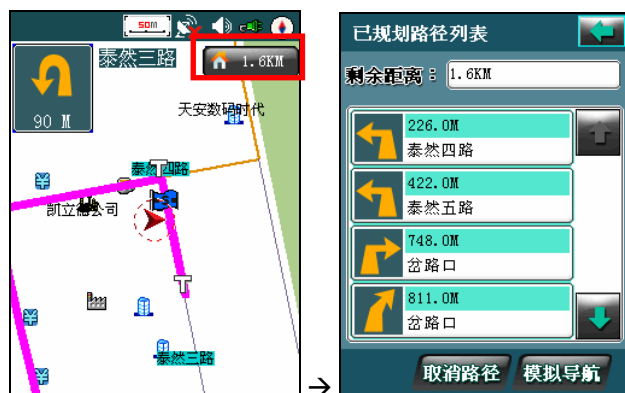 50M
泰然三路
1.6KM
90 M
天安数码时代
泰然四路
凯立德公司
泰然三路
→
已规划路径列表
剩余距离：1.6KM
226.0M
泰然四路
422.0M
泰然五路
748.0M
岔路口
811.0M
岔路口
取消路径 模拟导航